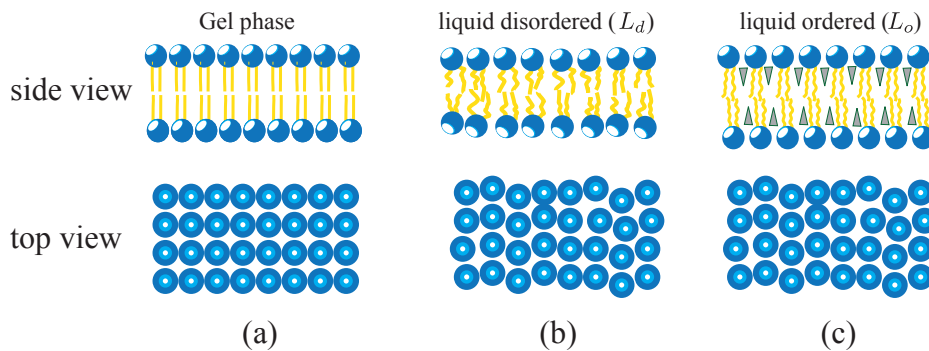 Gel phase
liquid disordered (L_d)
liquid ordered (L_o)
side view
top view
(a)
(b)
(c)